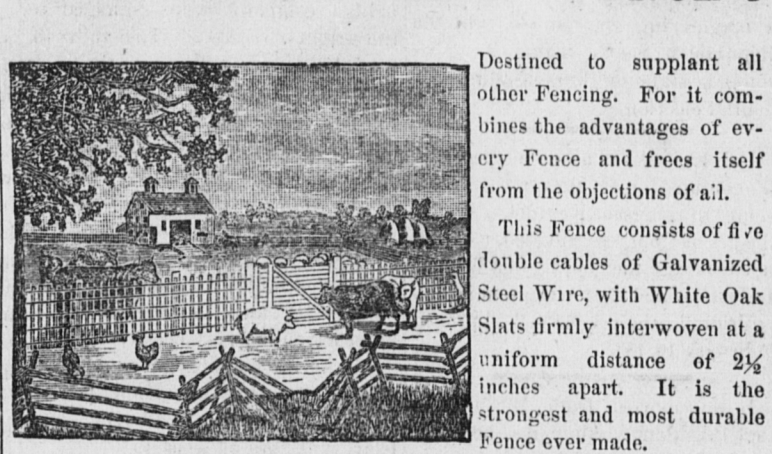 Destined to supplant all
other Fencing. For it com-
bines the advantages of ev-
ery Fence and frees itself
from the objections of all.
This Fence consists of five
double cables of Galvanized
Steel Wire, with White Oak
Slats firmly interwoven at a
uniform distance of 2½
inches apart. It is the
strongest and most durable
Fence ever made.